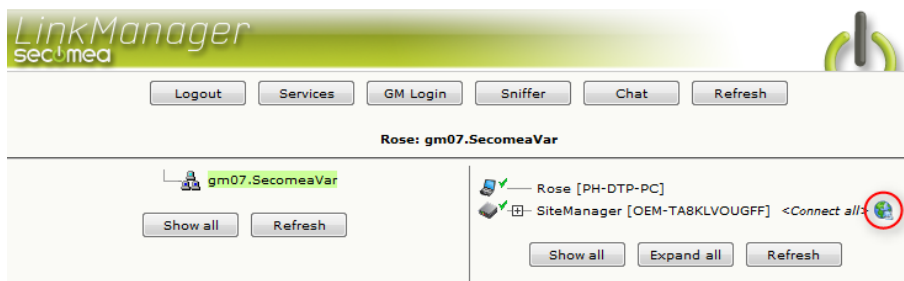 LinkManager
secomea
Logout Services GM Login Sniffer Chat Refresh
Rose: gm07.SecomeaVar
gm07.SecomeaVar
Show all Refresh
Rose [PH-DTP-PC]
SiteManager [OEM-TA8KLVOUGFF] <Connect all>
Show all Expand all Refresh